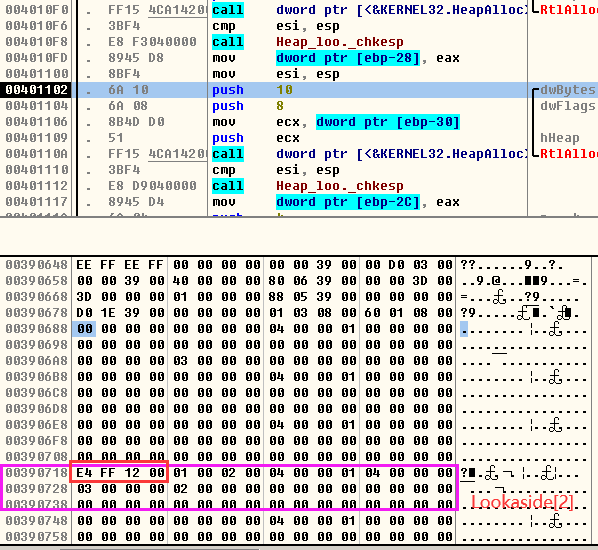 004010F0 . FF15 4CA14200 call dword ptr [<&KERNEL32.HeapAlloc> RtlAlloc
004010F6 . 3BF4 cmp esi, esp
004010F8 . E8 F3040000 call Heap_loo._chkesp
004010FD . 8945 D8 mov dword ptr [ebp-28], eax
00401100 . 8BF4 mov esi, esp
00401102 . 6A 10 push 10 dwBytes
00401104 . 6A 08 push 8 dwFlags
00401106 . 8B4D D0 mov ecx, dword ptr [ebp-30]
00401109 . 51 push ecx hHeap
0040110A . FF15 4CA14200 call dword ptr [<&KERNEL32.HeapAlloc> RtlAlloc
00401110 . 3BF4 cmp esi, esp
00401112 . E8 D9040000 call Heap_loo._chkesp
00401117 . 8945 D4 mov dword ptr [ebp-2C], eax
00390648 EE FF EE FF 00 00 00 00 00 00 39 00 00 D0 03 00 ??......9..?.
00390658 00 00 39 00 40 00 00 00 80 06 39 00 00 00 3D 00
00390668 3D 00 00 00 01 00 00 00 88 05 39 00 00 00 00 00
00390678 D0 1E 39 00 00 00 00 00 01 03 08 00 60 01 08 00
00390688 00 00 00 00 00 00 00 00 04 00 00 01 00 00 00 00
00390698 00 00 00 00 00 00 00 00 00 00 00 00 00 00 00 00
003906A8 00 00 00 00 03 00 00 00 00 00 00 00 00 00 00 00
003906B8 00 00 00 00 00 00 00 00 04 00 00 01 00 00 00 00
003906C8 00 00 00 00 00 00 00 00 00 00 00 00 00 00 00 00
003906D8 00 00 00 00 00 00 00 00 00 00 00 00 00 00 00 00
003906E8 00 00 00 00 00 00 00 00 04 00 00 01 00 00 00 00
003906F8 00 00 00 00 00 00 00 00 00 00 00 00 00 00 00 00
00390708 00 00 00 00 00 00 00 00 00 00 00 00 00 00 00 00
00390718 E4 FF 12 00 01 00 02 00 04 00 00 01 04 00 00 00
00390728 03 00 00 00 02 00 00 00 00 00 00 00 00 00 00 00
Lookaside[2]
00390738 00 00 00 00 00 00 00 00 00 00 00 00 00 00 00 00
00390748 00 00 00 00 00 00 00 00 04 00 00 01 00 00 00 00
00390758 00 00 00 00 00 00 00 00 00 00 00 00 00 00 00 00